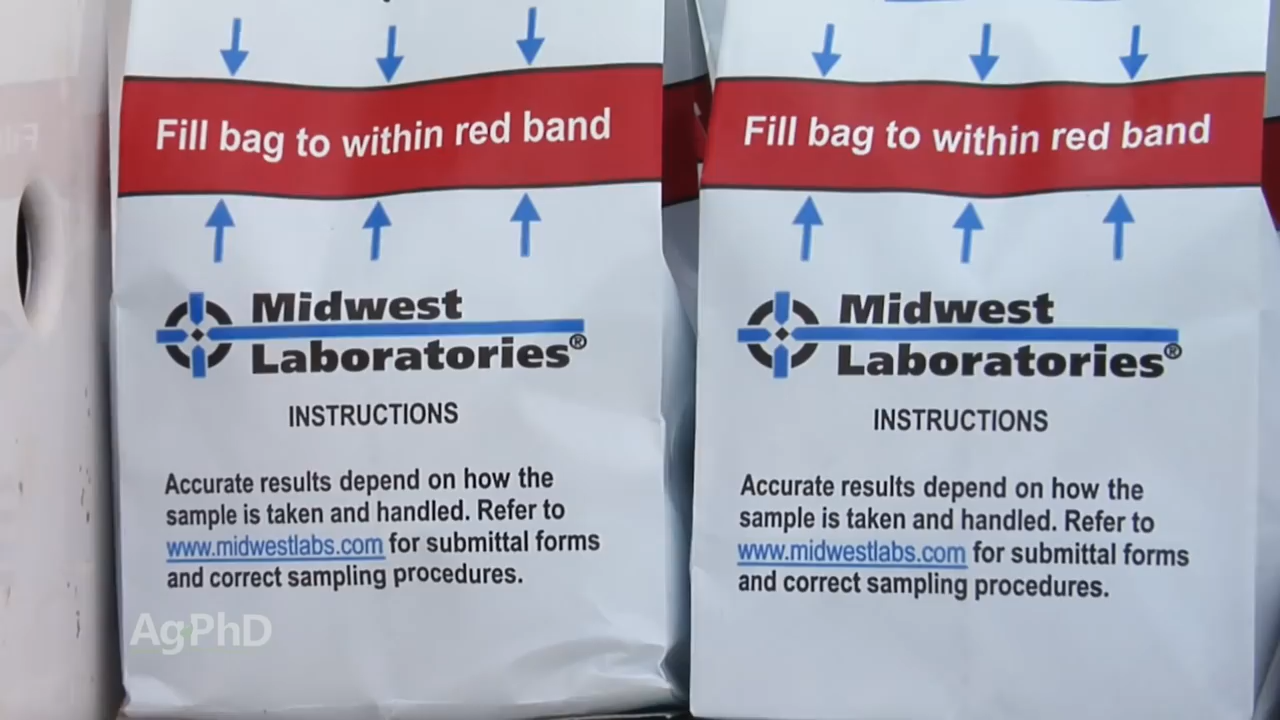 Fill bag to within red band
Midwest
Laboratories®
INSTRUCTIONS
Accurate results depend on how the
sample is taken and handled. Refer to
www.midwestlabs.com for submittal forms
and correct sampling procedures.
Fill bag to within red band
Midwest
Laboratories®
INSTRUCTIONS
Accurate results depend on how the
sample is taken and handled. Refer to
www.midwestlabs.com for submittal forms
and correct sampling procedures.
AgPhD